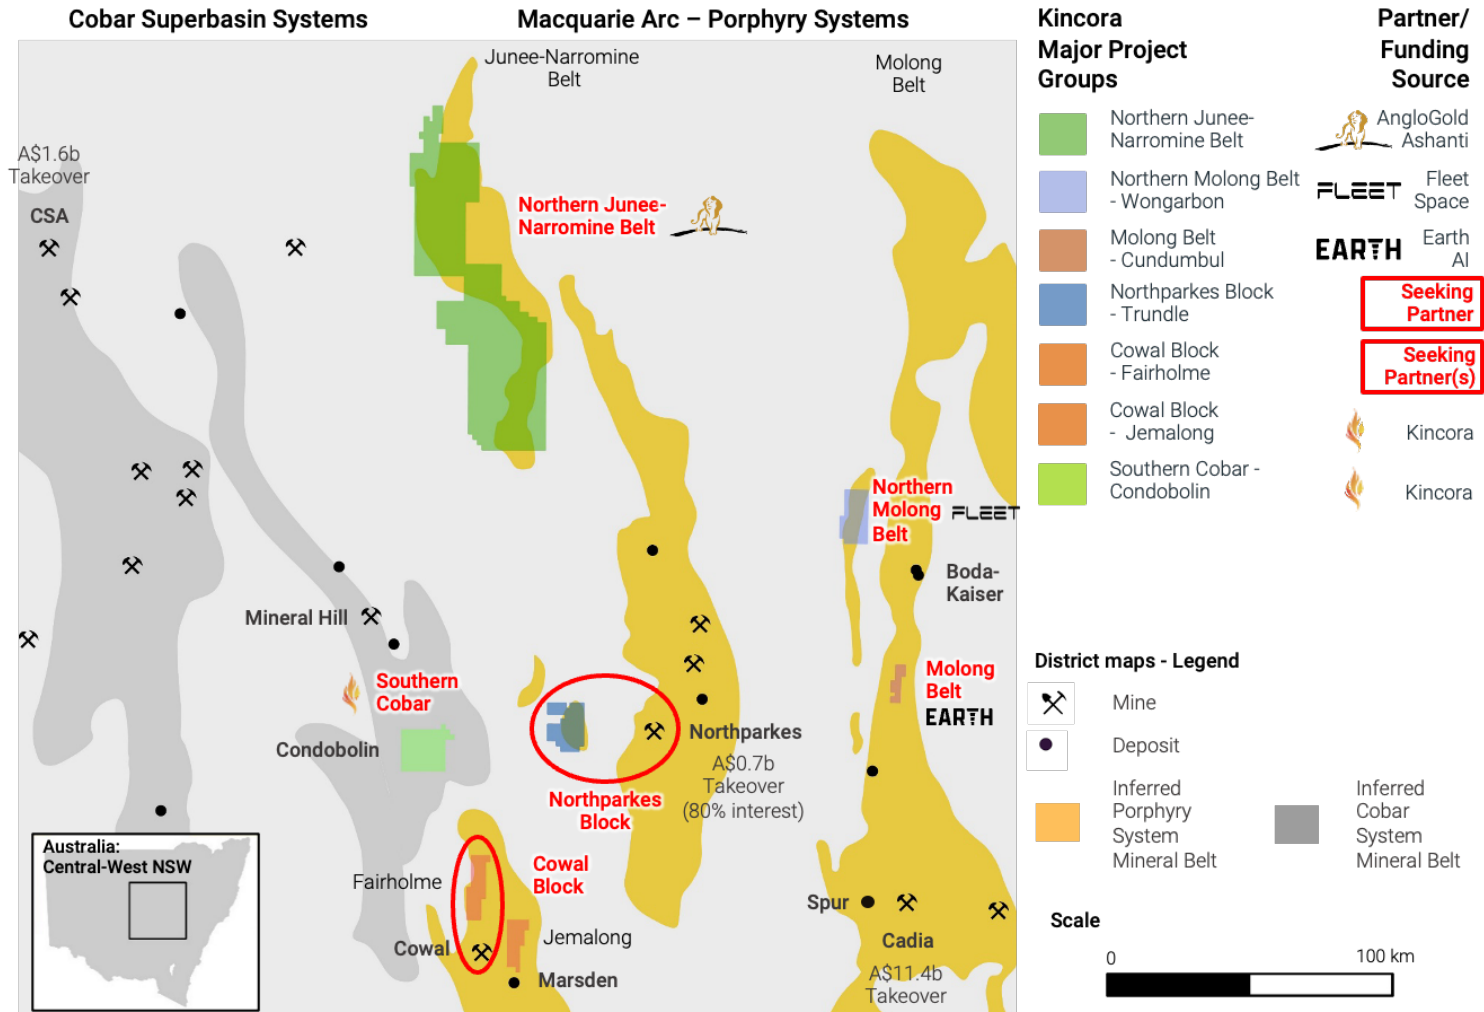 Cobar Superbasin Systems
Macquarie Arc – Porphyry Systems
Junee-Narromine
Belt
Molong
Belt
A$1.6b
Takeover
CSA
Northern Junee-
Narromine Belt
Northern
Molong
Belt
FLEET
Boda-
Kaiser
Mineral Hill
Southern
Cobar
Molong
Belt
EARTH
Condobolin
Northparkes
A$0.7b
Takeover
(80% interest)
Northparkes
Block
Australia:
Central-West NSW
Fairholme
Cowal
Block
Cowal
Jemalong
Marsden
Spur
Cadia
A$11.4b
Takeover
Kincora
Major Project
Groups
Partner/
Funding
Source
Northern Junee-
Narromine Belt
AngloGold
Ashanti
Northern Molong Belt
- Wongarbon
FLEET
Fleet
Space
Molong Belt
- Cundumbul
EARTH
Earth
AI
Northparkes Block
- Trundle
Seeking
Partner
Cowal Block
- Fairholme
Seeking
Partner(s)
Cowal Block
- Jemalong
Kincora
Southern Cobar -
Condobolin
Kincora
District maps - Legend
Mine
Deposit
Inferred
Porphyry
System
Mineral Belt
Inferred
Cobar
System
Mineral Belt
Scale
0
100 km